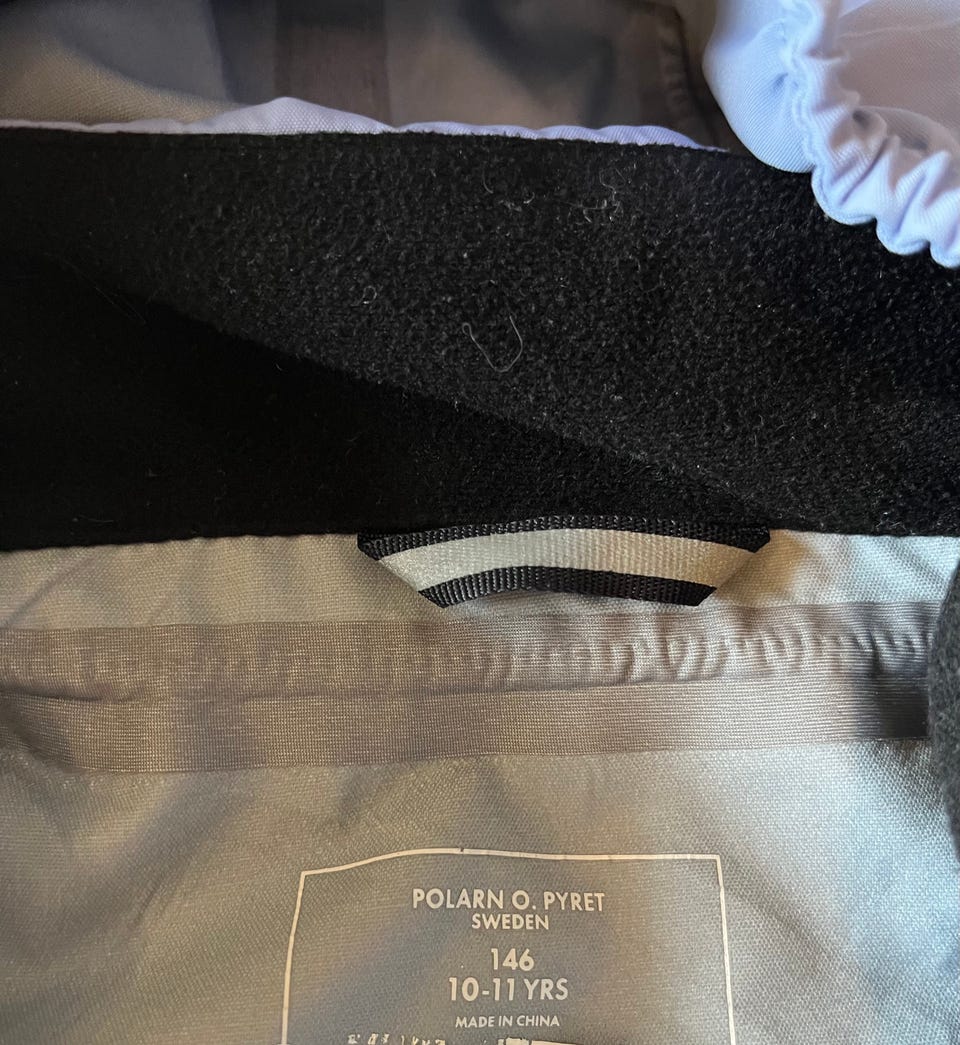 POLARN O. PYRET
SWEDEN
146
10-11 YRS
MADE IN CHINA